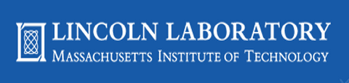 LINCOLN LABORATORY
MASSACHUSETTS INSTITUTE OF TECHNOLOGY